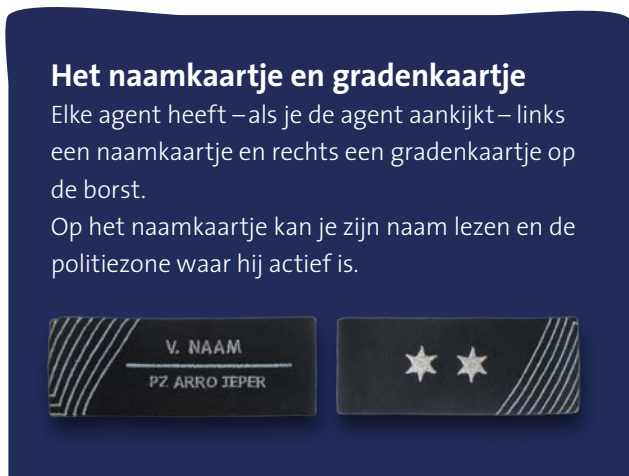 Het naamkaartje en gradenkaartje
Elke agent heeft – als je de agent aankijkt – links
een naamkaartje en rechts een gradenkaartje op
de borst.
Op het naamkaartje kan je zijn naam lezen en de
politiezone waar hij actief is.
V. NAAM
PZ ARRO IEPER